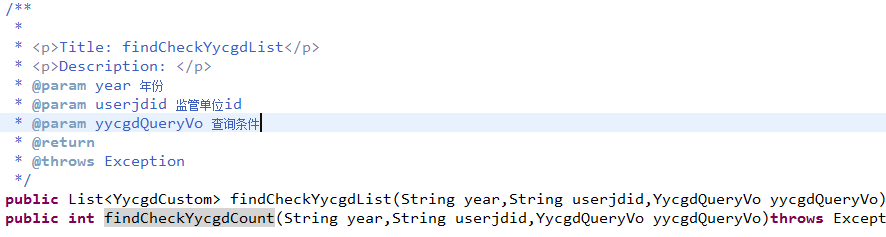 /**
 *
 * <p>Title: findCheckYycgdList</p>
 * <p>Description: </p>
 * @param year 年份
 * @param userjdid 监管单位id
 * @param yycgdQueryVo 查询条件
 * @return
 * @throws Exception
 */
public List<YycgdCustom> findCheckYycgdList(String year,String userjdid,YycgdQueryVo yycgdQueryVo)
public int findCheckYycgdCount(String year,String userjdid,YycgdQueryVo yycgdQueryVo)throws Except